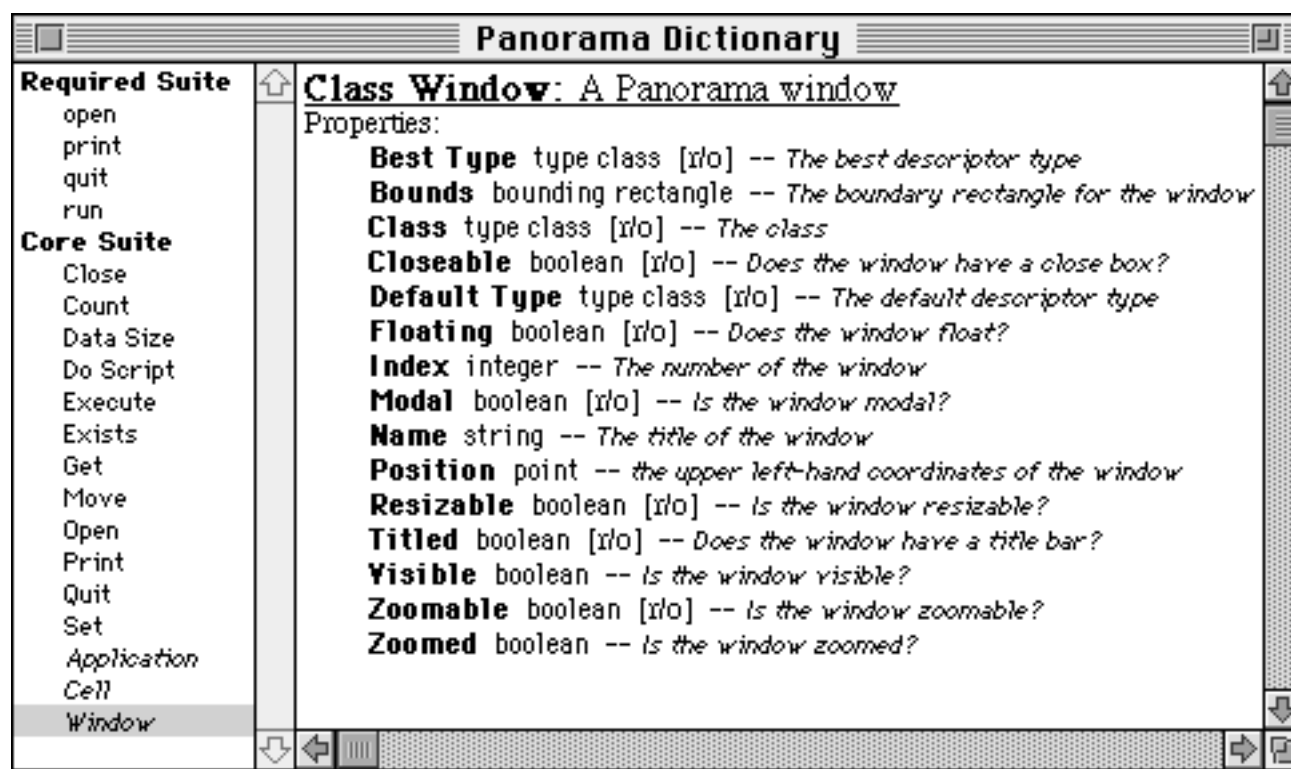 Panorama Dictionary
Required Suite
open
print
quit
run
Core Suite
Close
Count
Data Size
Do Script
Execute
Exists
Get
Move
Open
Print
Quit
Set
Application
Cell
Window
Class Window: A Panorama window
Properties:
Best Type type class [r/o] -- The best descriptor type
Bounds bounding rectangle -- The boundary rectangle for the window
Class type class [r/o] -- The class
Closeable boolean [r/o] -- Does the window have a close box?
Default Type type class [r/o] -- The default descriptor type
Floating boolean [r/o] -- Does the window float?
Index integer -- The number of the window
Modal boolean [r/o] -- Is the window modal?
Name string -- The title of the window
Position point -- the upper left-hand coordinates of the window
Resizable boolean [r/o] -- Is the window resizable?
Titled boolean [r/o] -- Does the window have a title bar?
Visible boolean -- Is the window visible?
Zoomable boolean [r/o] -- Is the window zoomable?
Zoomed boolean -- Is the window zoomed?